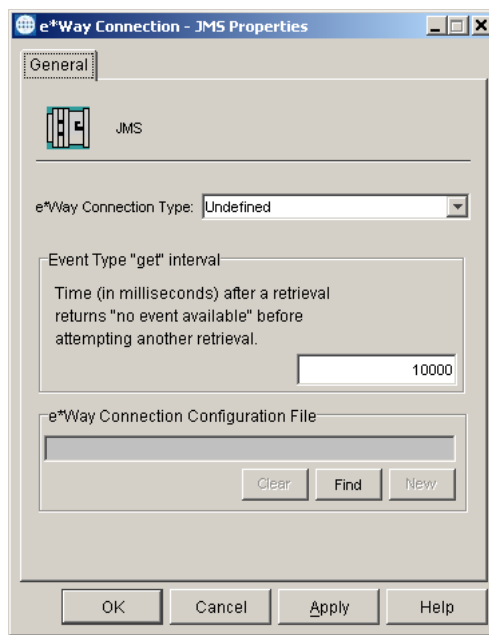 e*Way Connection - JMS Properties
General
JMS
e*Way Connection Type: Undefined
Event Type "get" interval
Time (in milliseconds) after a retrieval
returns "no event available" before
attempting another retrieval.
10000
e*Way Connection Configuration File
Clear Find New
OK Cancel Apply Help